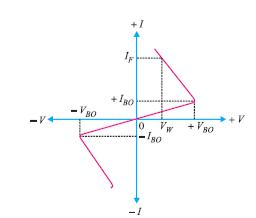 + I
I_F
+ I_BO
− V_BO
− V
0
V_W
+ V_BO
+ V
− I_BO
− I